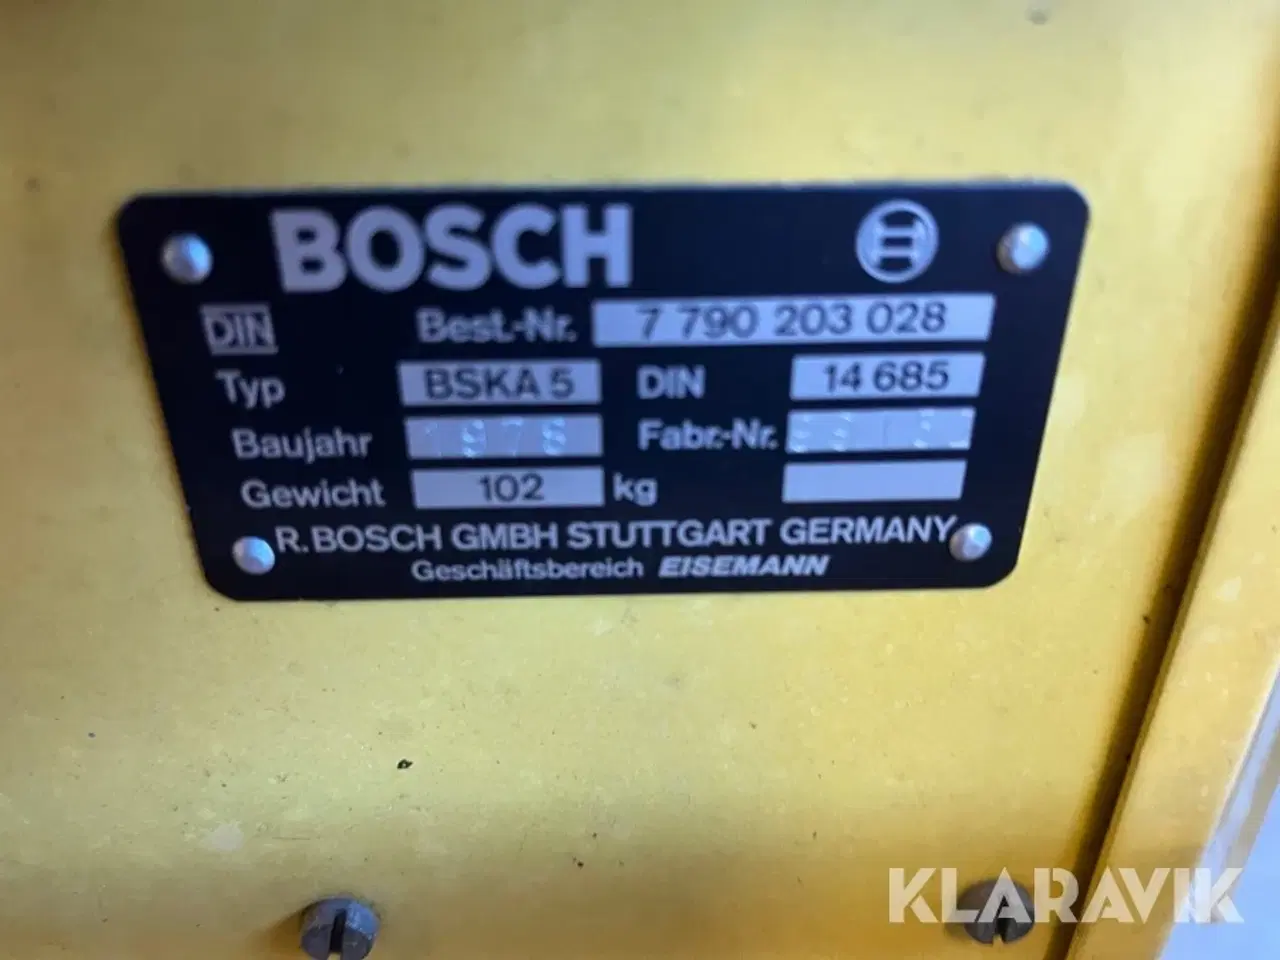 BOSCH
DIN Best.-Nr. 7 790 203 028
Typ BSKA 5 DIN 14 685
Baujahr 1978 Fabr.-Nr.
Gewicht 102 kg
R. BOSCH GMBH STUTTGART GERMANY
Geschäftsbereich EISEMANN
KLARAVIK